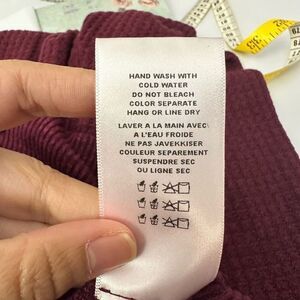 HAND WASH WITH
COLD WATER
DO NOT BLEACH
COLOR SEPARATE
HANG OR LINE DRY
LAVER A LA MAIN AVEC
A L'EAU FROIDE
NE PAS JAVEKKISER
COULEUR SEPAREMENT
SUSPENDRE SEC
OU LIGNE SEC